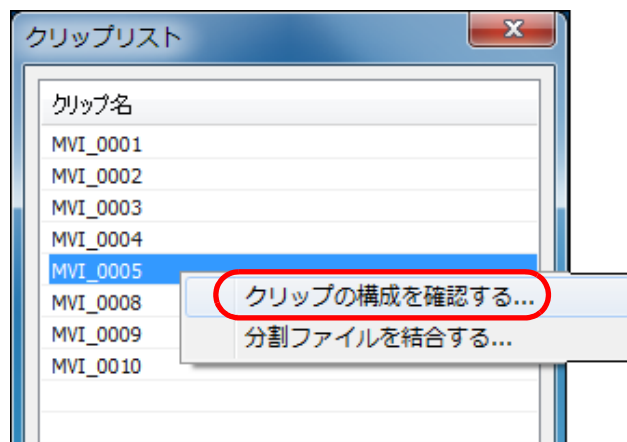 クリップリスト
クリップ名
MVI_0001
MVI_0002
MVI_0003
MVI_0004
MVI_0005
クリップの構成を確認する...
MVI_0008
分割ファイルを結合する...
MVI_0009
MVI_0010